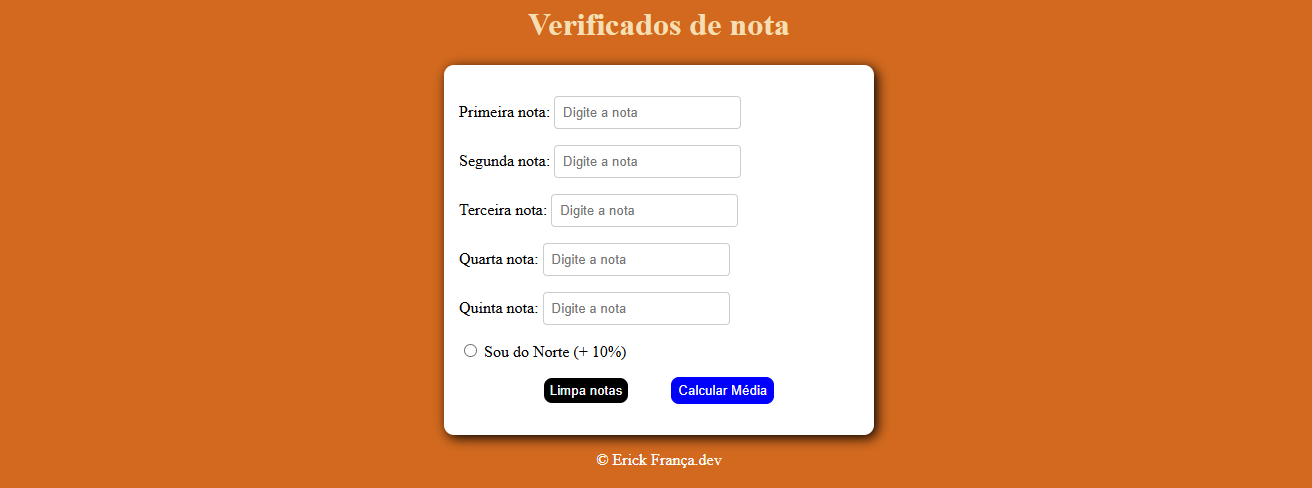 Verificados de nota
Primeira nota: Digite a nota
Segunda nota: Digite a nota
Terceira nota: Digite a nota
Quarta nota: Digite a nota
Quinta nota: Digite a nota
Sou do Norte (+ 10%)
Limpa notas Calcular Média
© Erick França.dev